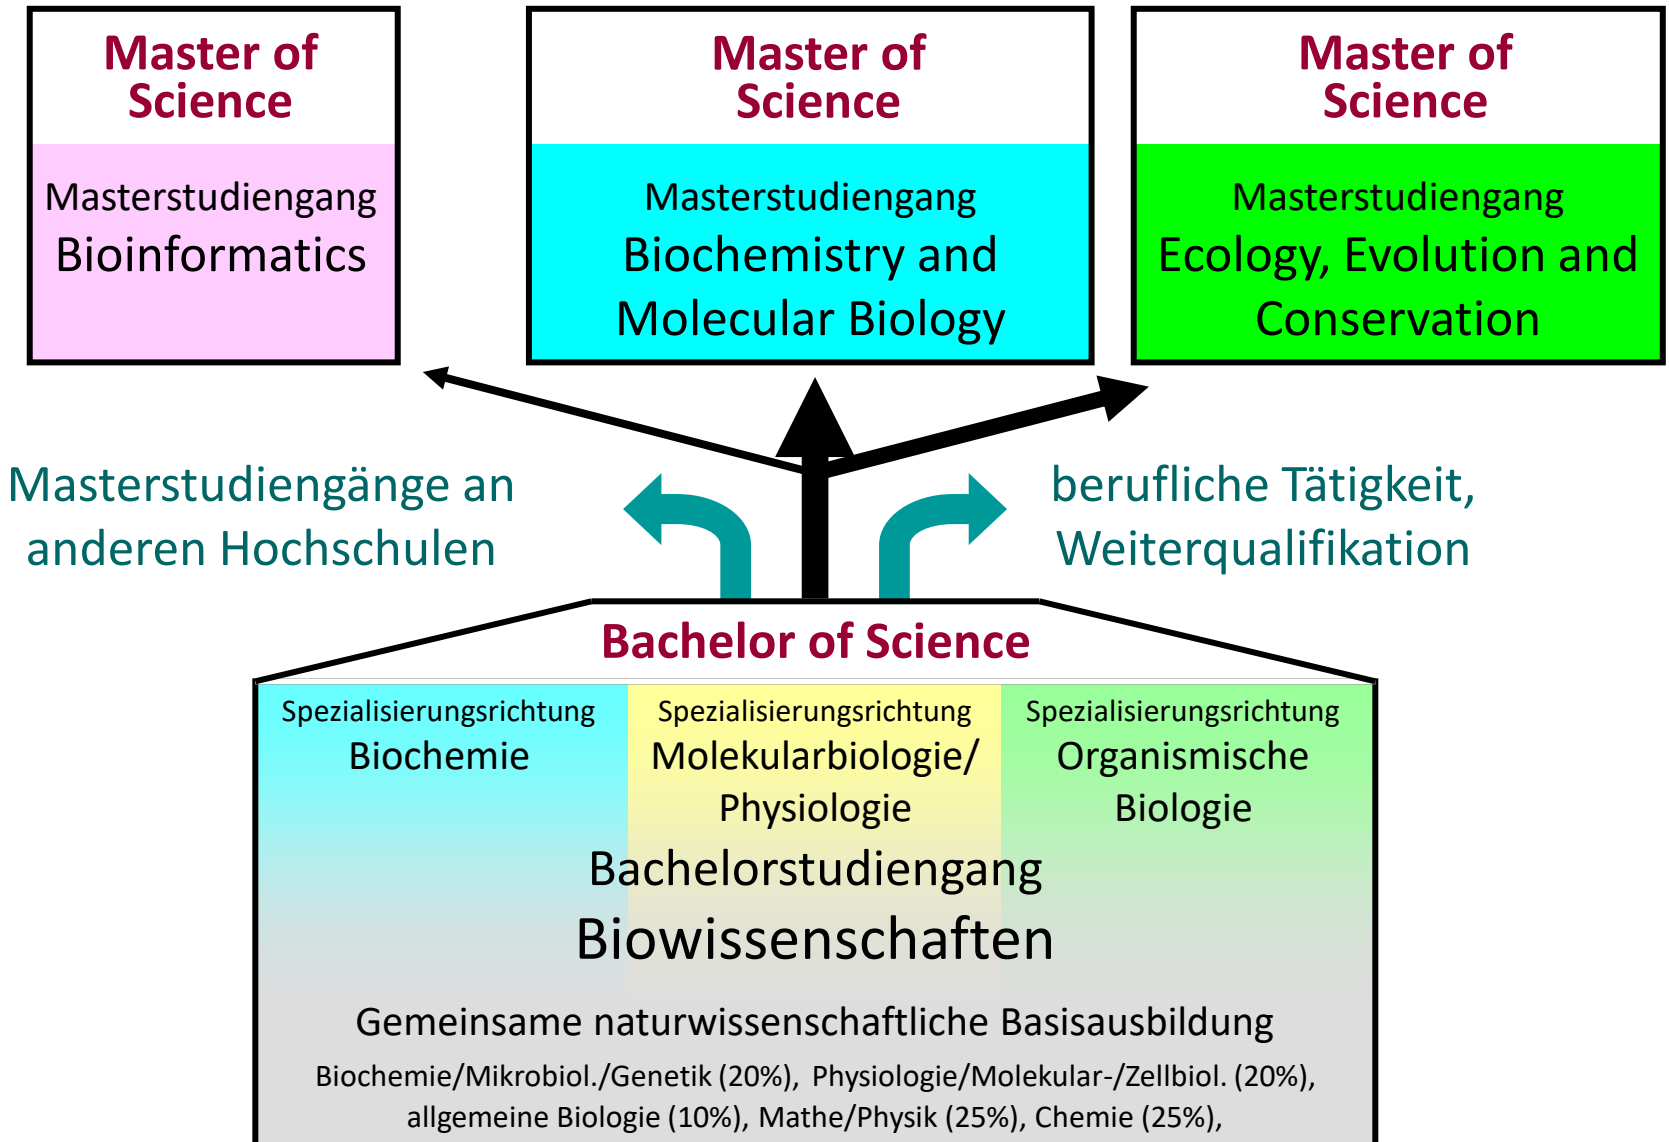 Master of
Science
Masterstudiengang
Bioinformatics
Master of
Science
Masterstudiengang
Biochemistry and
Molecular Biology
Master of
Science
Masterstudiengang
Ecology, Evolution and
Conservation
Masterstudiengänge an
anderen Hochschulen
berufliche Tätigkeit,
Weiterqualifikation
Bachelor of Science
Spezialisierungsrichtung
Biochemie
Spezialisierungsrichtung
Molekularbiologie/
Physiologie
Spezialisierungsrichtung
Organismische
Biologie
Bachelorstudiengang
Biowissenschaften
Gemeinsame naturwissenschaftliche Basisausbildung
Biochemie/Mikrobiol./Genetik (20%), Physiologie/Molekular-/Zellbiol. (20%),
allgemeine Biologie (10%), Mathe/Physik (25%), Chemie (25%),